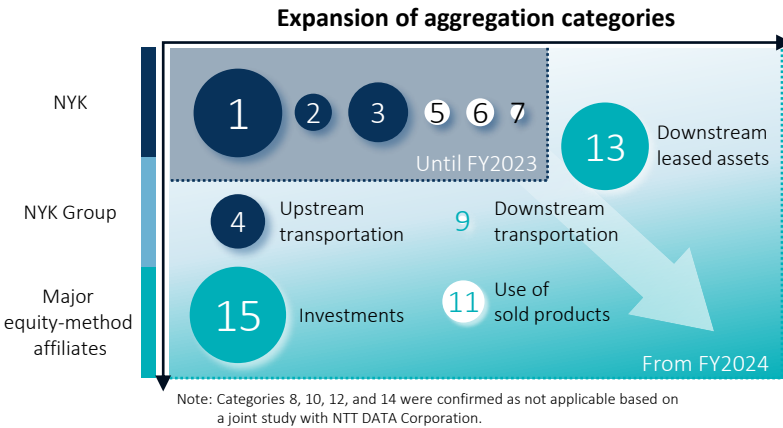 Expansion of aggregation categories
NYK
1
2
3
5
6
7
Until FY2023
13
Downstream
leased assets
NYK Group
4
Upstream
transportation
9
Downstream
transportation
Major
equity-method
affiliates
15
Investments
11
Use of
sold products
From FY2024
Note: Categories 8, 10, 12, and 14 were confirmed as not applicable based on
a joint study with NTT DATA Corporation.